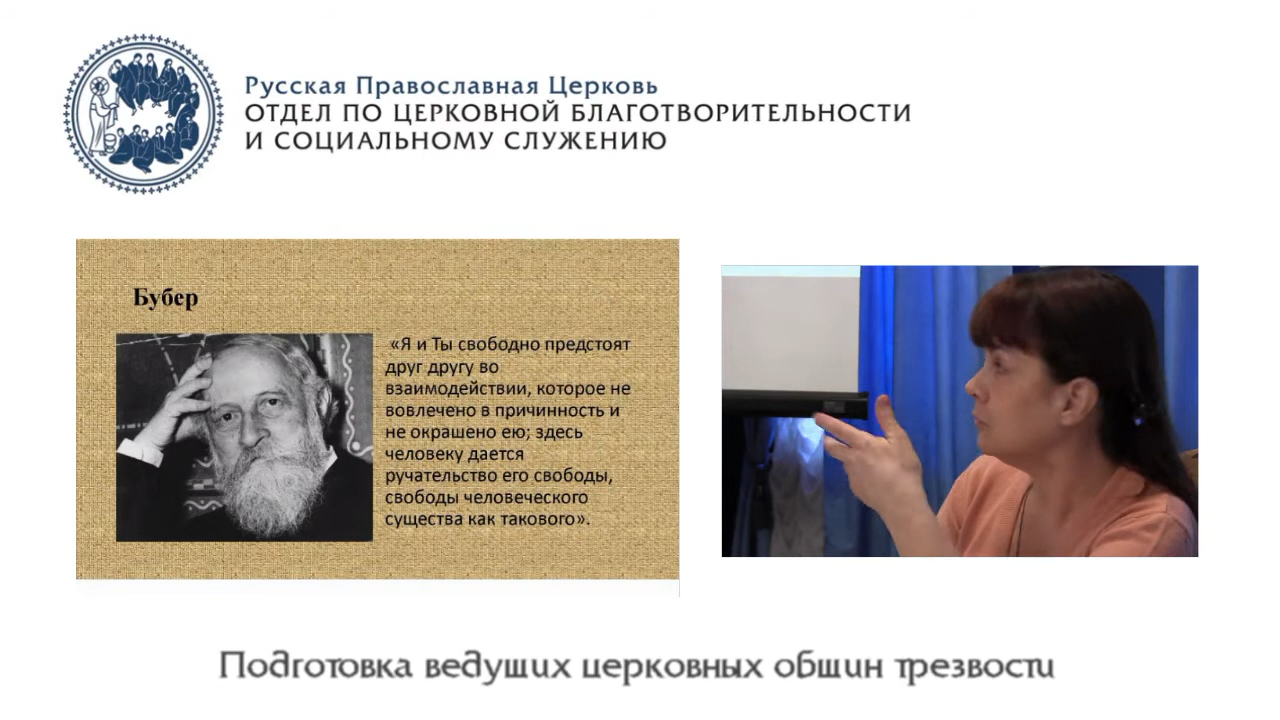 Русская Православная Церковь
ОТДЕЛ ПО ЦЕРКОВНОЙ БЛАГОТВОРИТЕЛЬНОСТИ
И СОЦИАЛЬНОМУ СЛУЖЕНИЮ
Бубер
«Я и Ты свободно предстоят
друг другу во
взаимодействии, которое не
вовлечено в причинность и
не окрашено ею; здесь
человеку дается
ручательство его свободы,
свободы человеческого
существа как такового».
Подготовка ведущих церковных общин трезвости